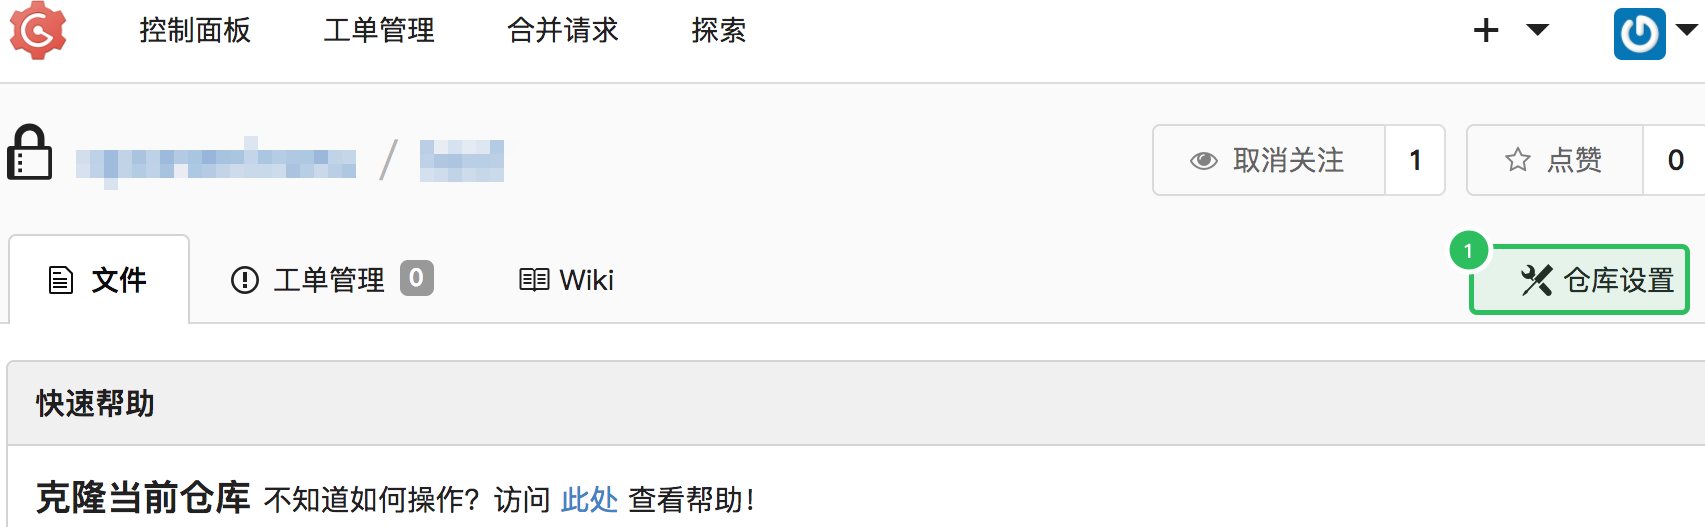 控制面板 工单管理 合并请求 探索
/ 取消关注 1 点赞 0
文件 工单管理 0 Wiki 1 仓库设置
快速帮助
克隆当前仓库 不知道如何操作？访问 此处 查看帮助！